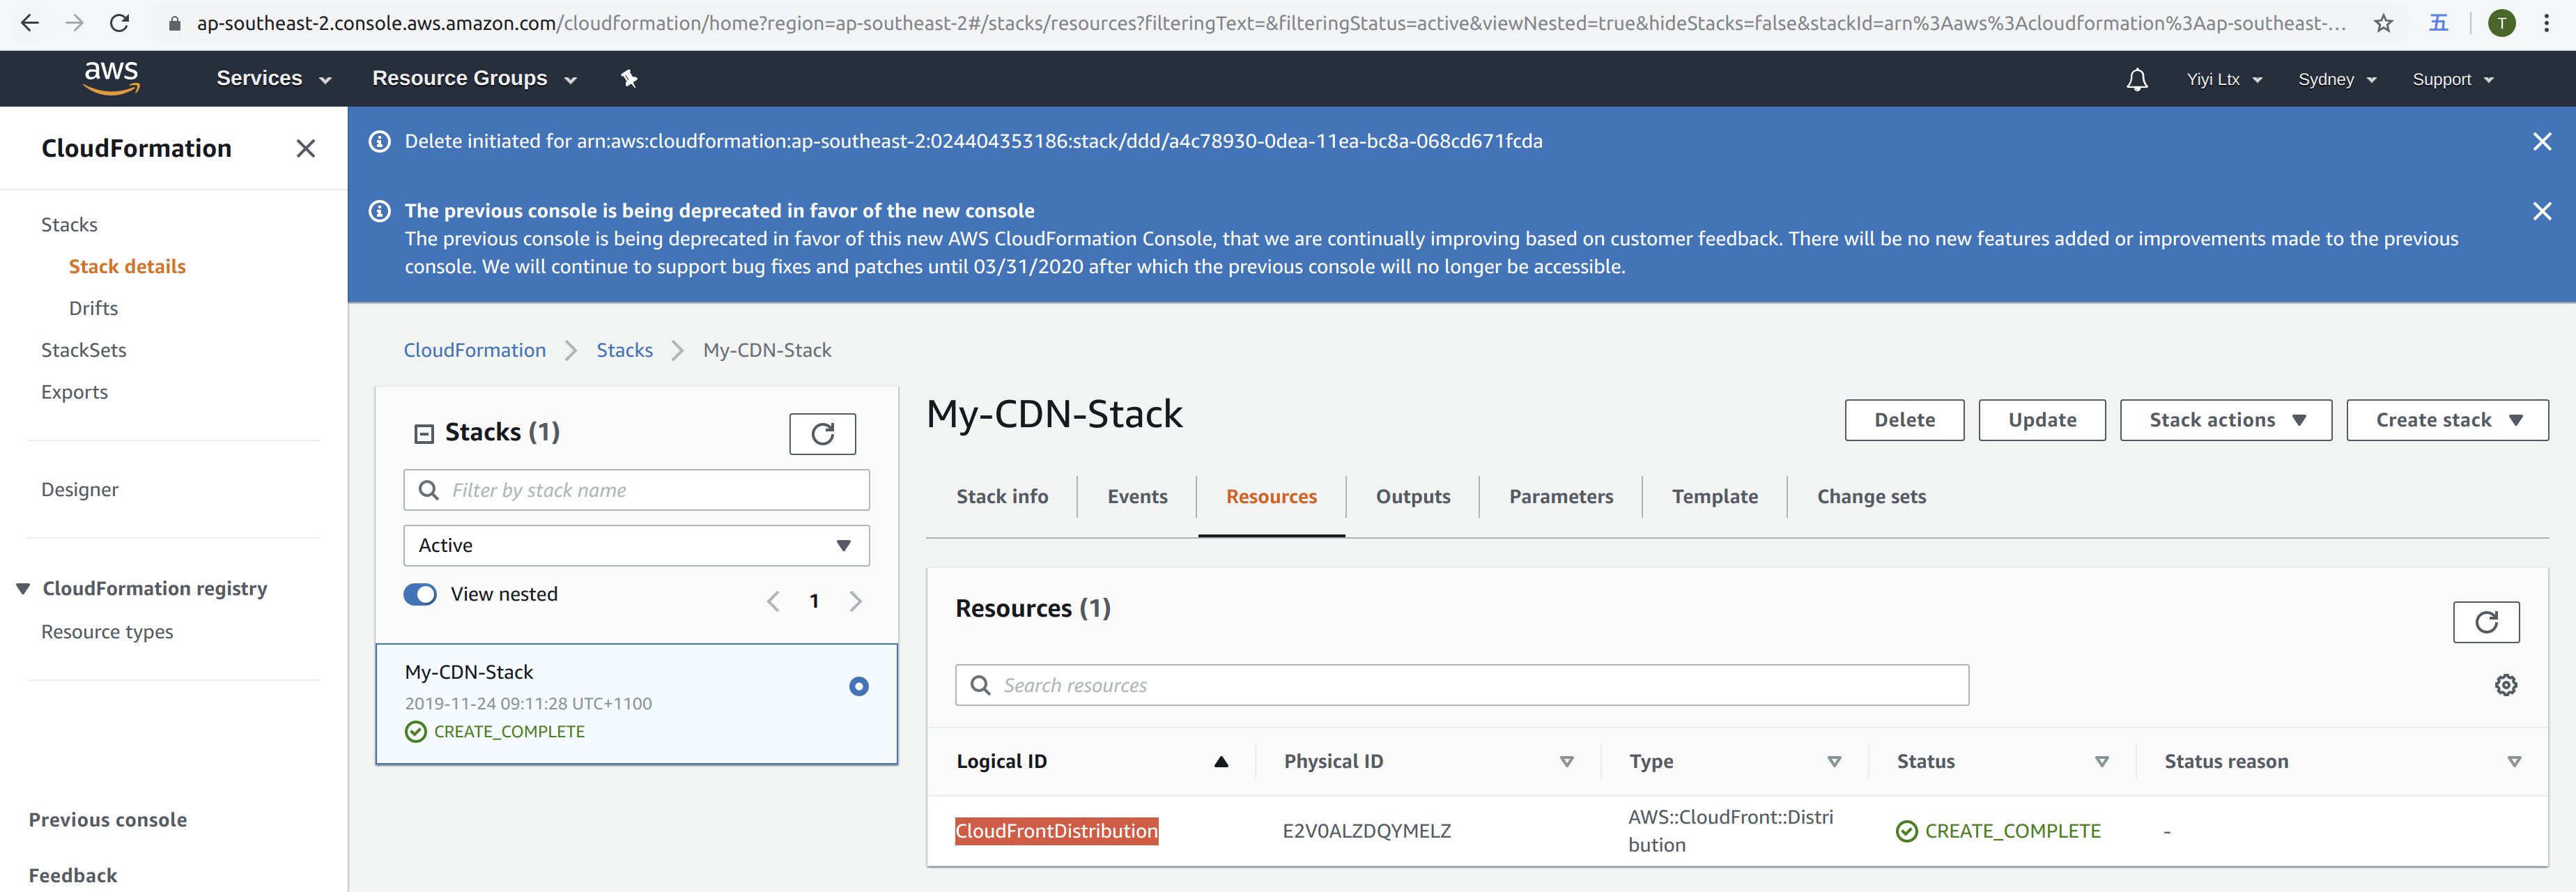 ap-southeast-2.console.aws.amazon.com/cloudformation/home?region=ap-southeast-2#/stacks/resources?filteringText=&filteringStatus=active&viewNested=true&hideStacks=false&stackId=arn%3Aaws%3Acloudformation%3Aap-southeast-...
五
T
aws
Services
Resource Groups
Yiyi Ltx
Sydney
Support
CloudFormation
Stacks
Stack details
Drifts
StackSets
Exports
Designer
CloudFormation registry
Resource types
Previous console
Feedback
Delete initiated for arn:aws:cloudformation:ap-southeast-2:024404353186:stack/ddd/a4c78930-0dea-11ea-bc8a-068cd671fcda
The previous console is being deprecated in favor of the new console
The previous console is being deprecated in favor of this new AWS CloudFormation Console, that we are continually improving based on customer feedback. There will be no new features added or improvements made to the previous
console. We will continue to support bug fixes and patches until 03/31/2020 after which the previous console will no longer be accessible.
CloudFormation
Stacks
My-CDN-Stack
Stacks (1)
Filter by stack name
Active
View nested
1
My-CDN-Stack
2019-11-24 09:11:28 UTC+1100
CREATE_COMPLETE
My-CDN-Stack
Delete
Update
Stack actions
Create stack
Stack info
Events
Resources
Outputs
Parameters
Template
Change sets
Resources (1)
Search resources
Logical ID
Physical ID
Type
Status
Status reason
CloudFrontDistribution
E2V0ALZDQYMELZ
AWS::CloudFront::Distri
bution
CREATE_COMPLETE
-